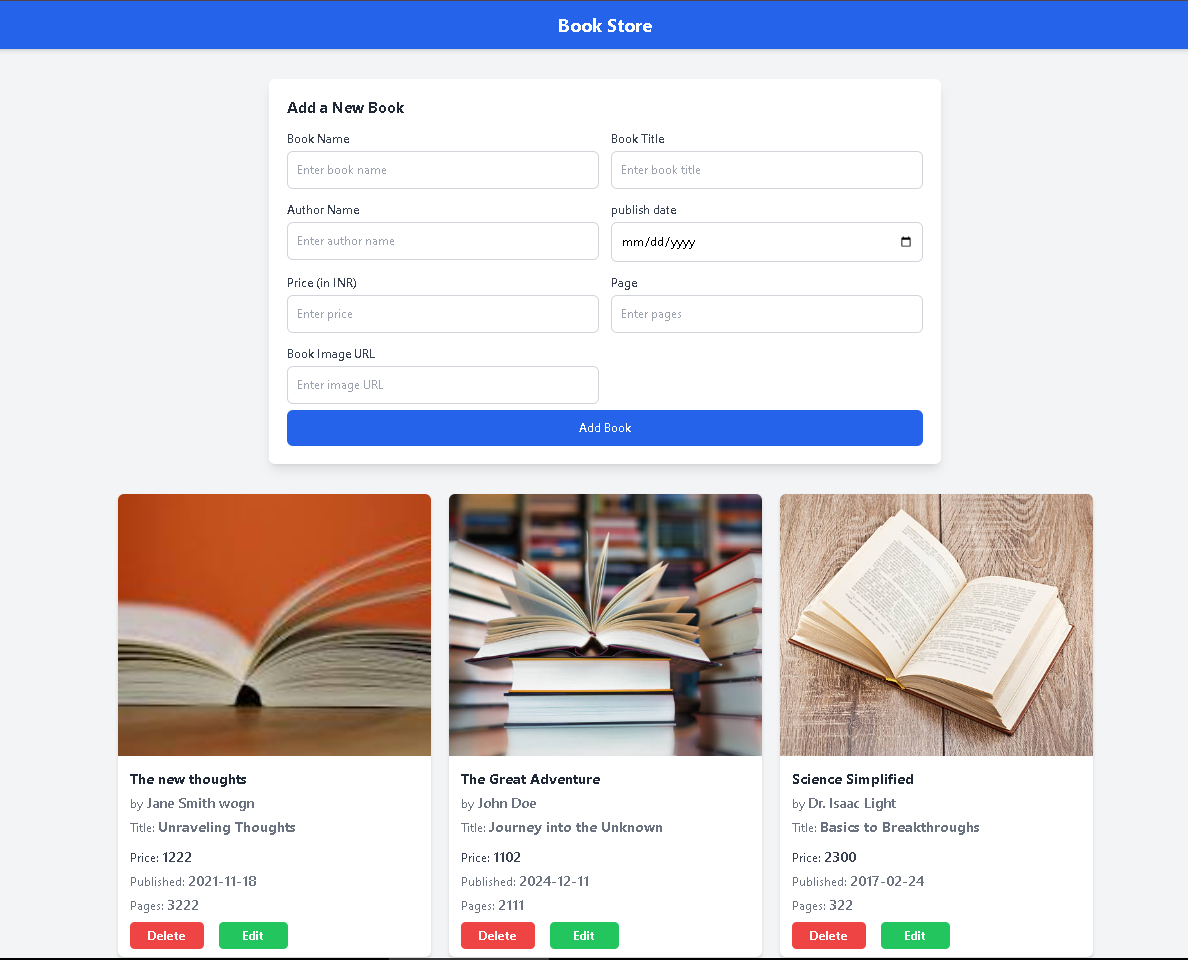 Book Store
Add a New Book
Book Name Book Title
Enter book name Enter book title
Author Name publish date
Enter author name mm/dd/yyyy
Price (in INR) Page
Enter price Enter pages
Book Image URL
Enter image URL
Add Book
The new thoughts
by Jane Smith wogn
Title: Unraveling Thoughts
Price: 1222
Published: 2021-11-18
Pages: 3222
Delete Edit
The Great Adventure
by John Doe
Title: Journey into the Unknown
Price: 1102
Published: 2024-12-11
Pages: 2111
Delete Edit
Science Simplified
by Dr. Isaac Light
Title: Basics to Breakthroughs
Price: 2300
Published: 2017-02-24
Pages: 322
Delete Edit